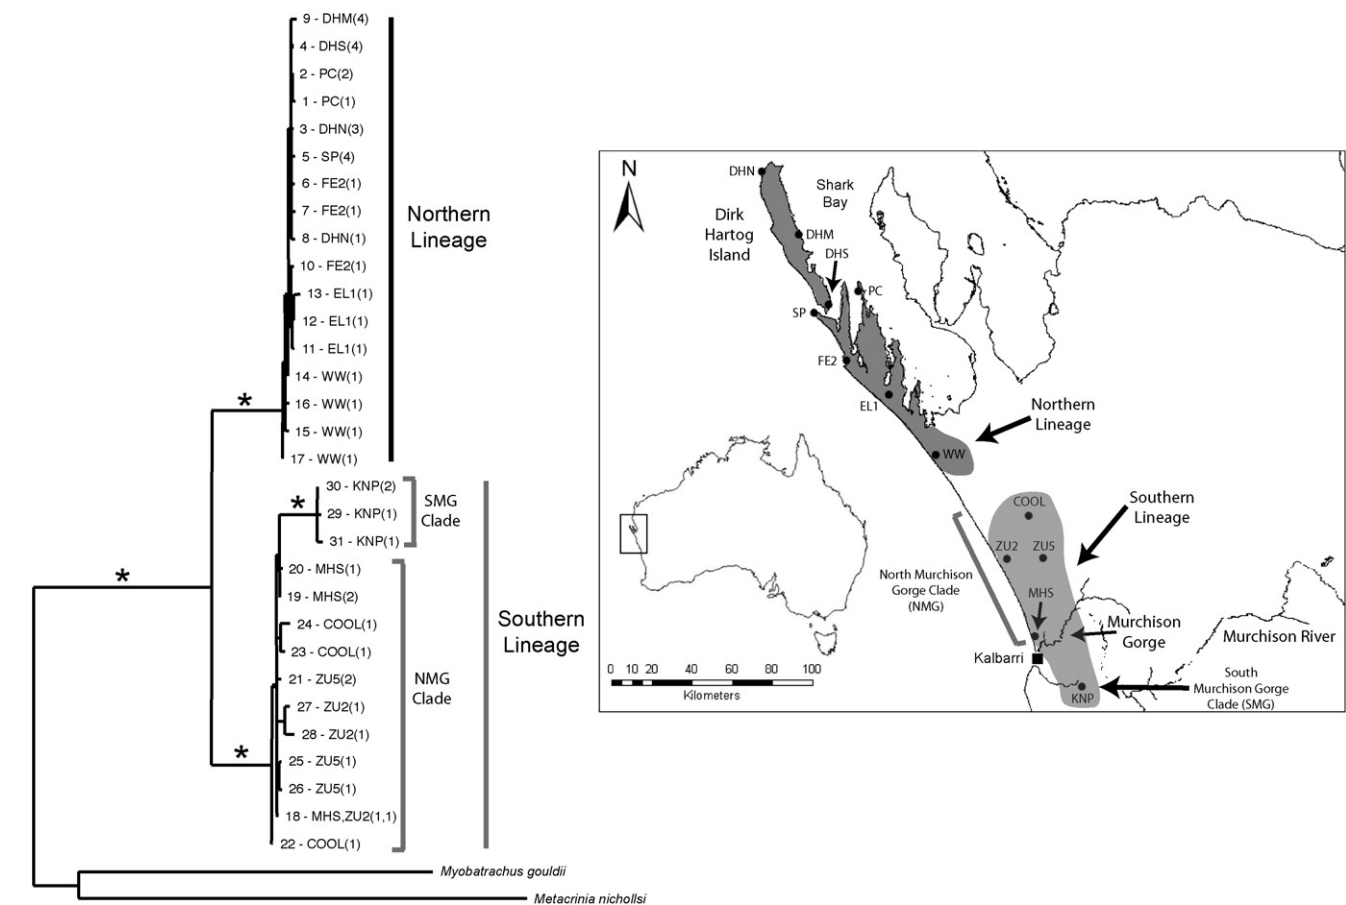 9 - DHM(4)
4 - DHS(4)
2 - PC(2)
1 - PC(1)
3 - DHN(3)
5 - SP(4)
6 - FE2(1)
7 - FE2(1)
8 - DHN(1)
10 - FE2(1)
13 - EL1(1)
12 - EL1(1)
11 - EL1(1)
14 - WW(1)
16 - WW(1)
15 - WW(1)
17 - WW(1)
Northern
Lineage
*
30 - KNP(2)
29 - KNP(1)
31 - KNP(1)
*
SMG
Clade
20 - MHS(1)
19 - MHS(2)
24 - COOL(1)
23 - COOL(1)
21 - ZU5(2)
27 - ZU2(1)
28 - ZU2(1)
25 - ZU5(1)
26 - ZU5(1)
18 - MHS,ZU2(1,1)
22 - COOL(1)
NMG
Clade
Southern
Lineage
*
*
Myobatrachus gouldii
Metacrinia nichollsi
N
DHN
Shark
Bay
Dirk
Hartog
Island
DHM
DHS
PC
SP
FE2
EL1
Northern
Lineage
WW
COOL
Southern
Lineage
ZU2
ZU5
North Murchison
Gorge Clade
(NMG)
MHS
Murchison
Gorge
Murchison River
Kalbarri
KNP
South
Murchison Gorge
Clade (SMG)
0 10 20 40 60 80 100
Kilometers